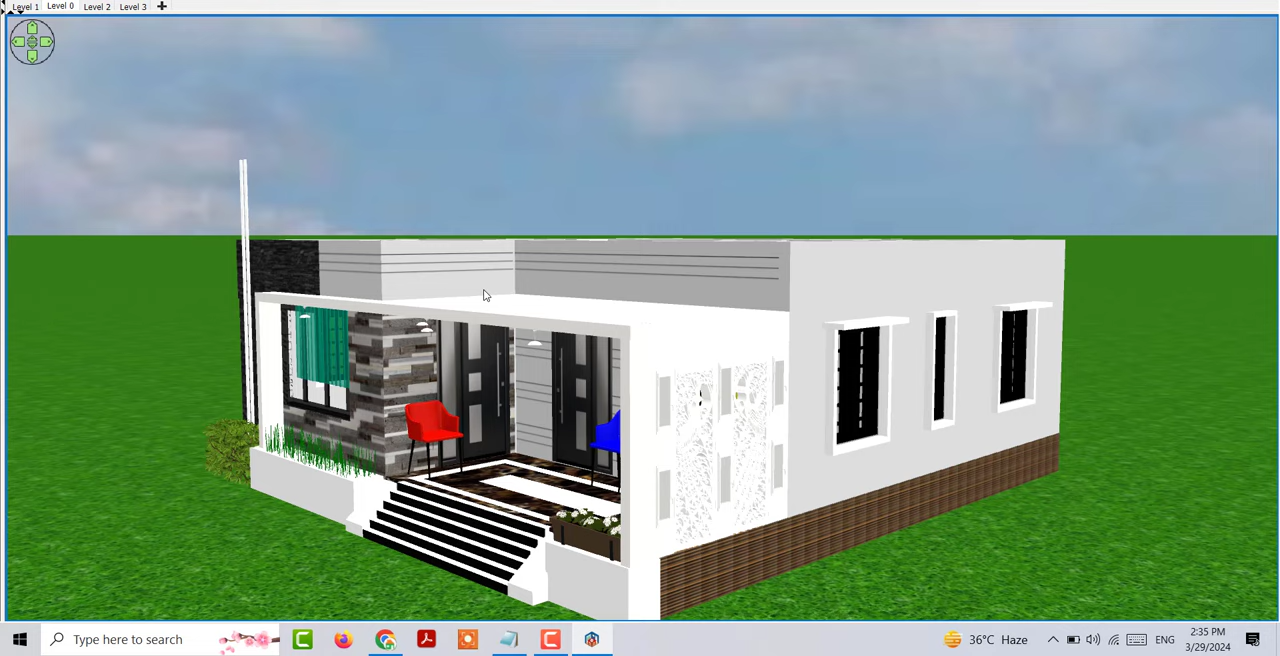 Level 1 Level 0 Level 2 Level 3
Type here to search
36°C Haze
ENG
2:35 PM
3/29/2024